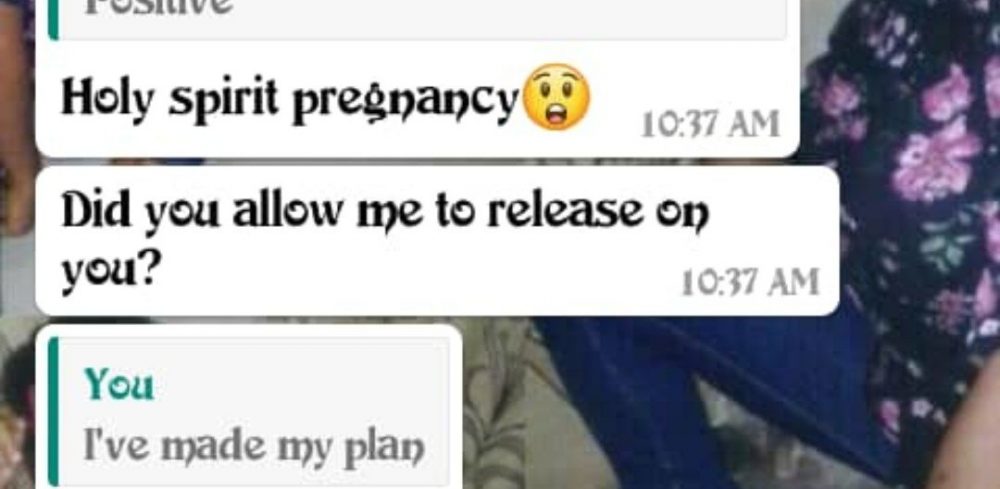 Positive
Holy spirit pregnancy😲
10:37 AM
Did you allow me to release on
you?
10:37 AM
You
I've made my plan